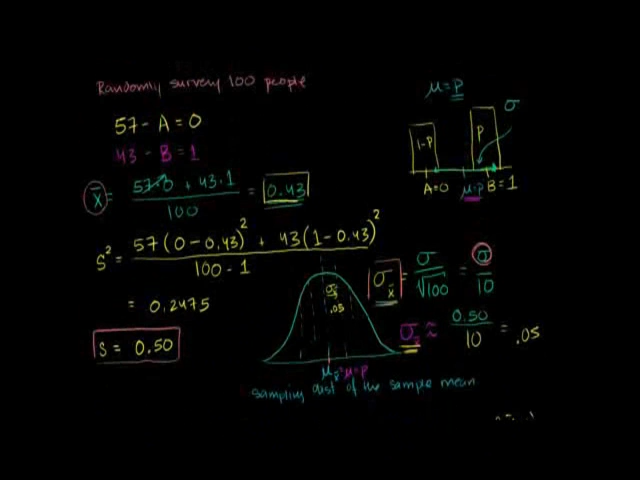 Randomly survey 100 people
57 - A = 0
43 - B = 1
x̄ = 57·0 + 43·1 / 100 = 0.43
S² = 57(0-0.43)² + 43(1-0.43)² / 100 - 1
= 0.2475
S = 0.50
μ = p
σ
1-p
p
A=0
μ=p
B=1
σx̄ = σ / √100 = σ / 10
σx̄ ≈ 0.50 / 10 = .05
σx̄
.05
μx̄ = μ = p
sampling dist of the sample mean